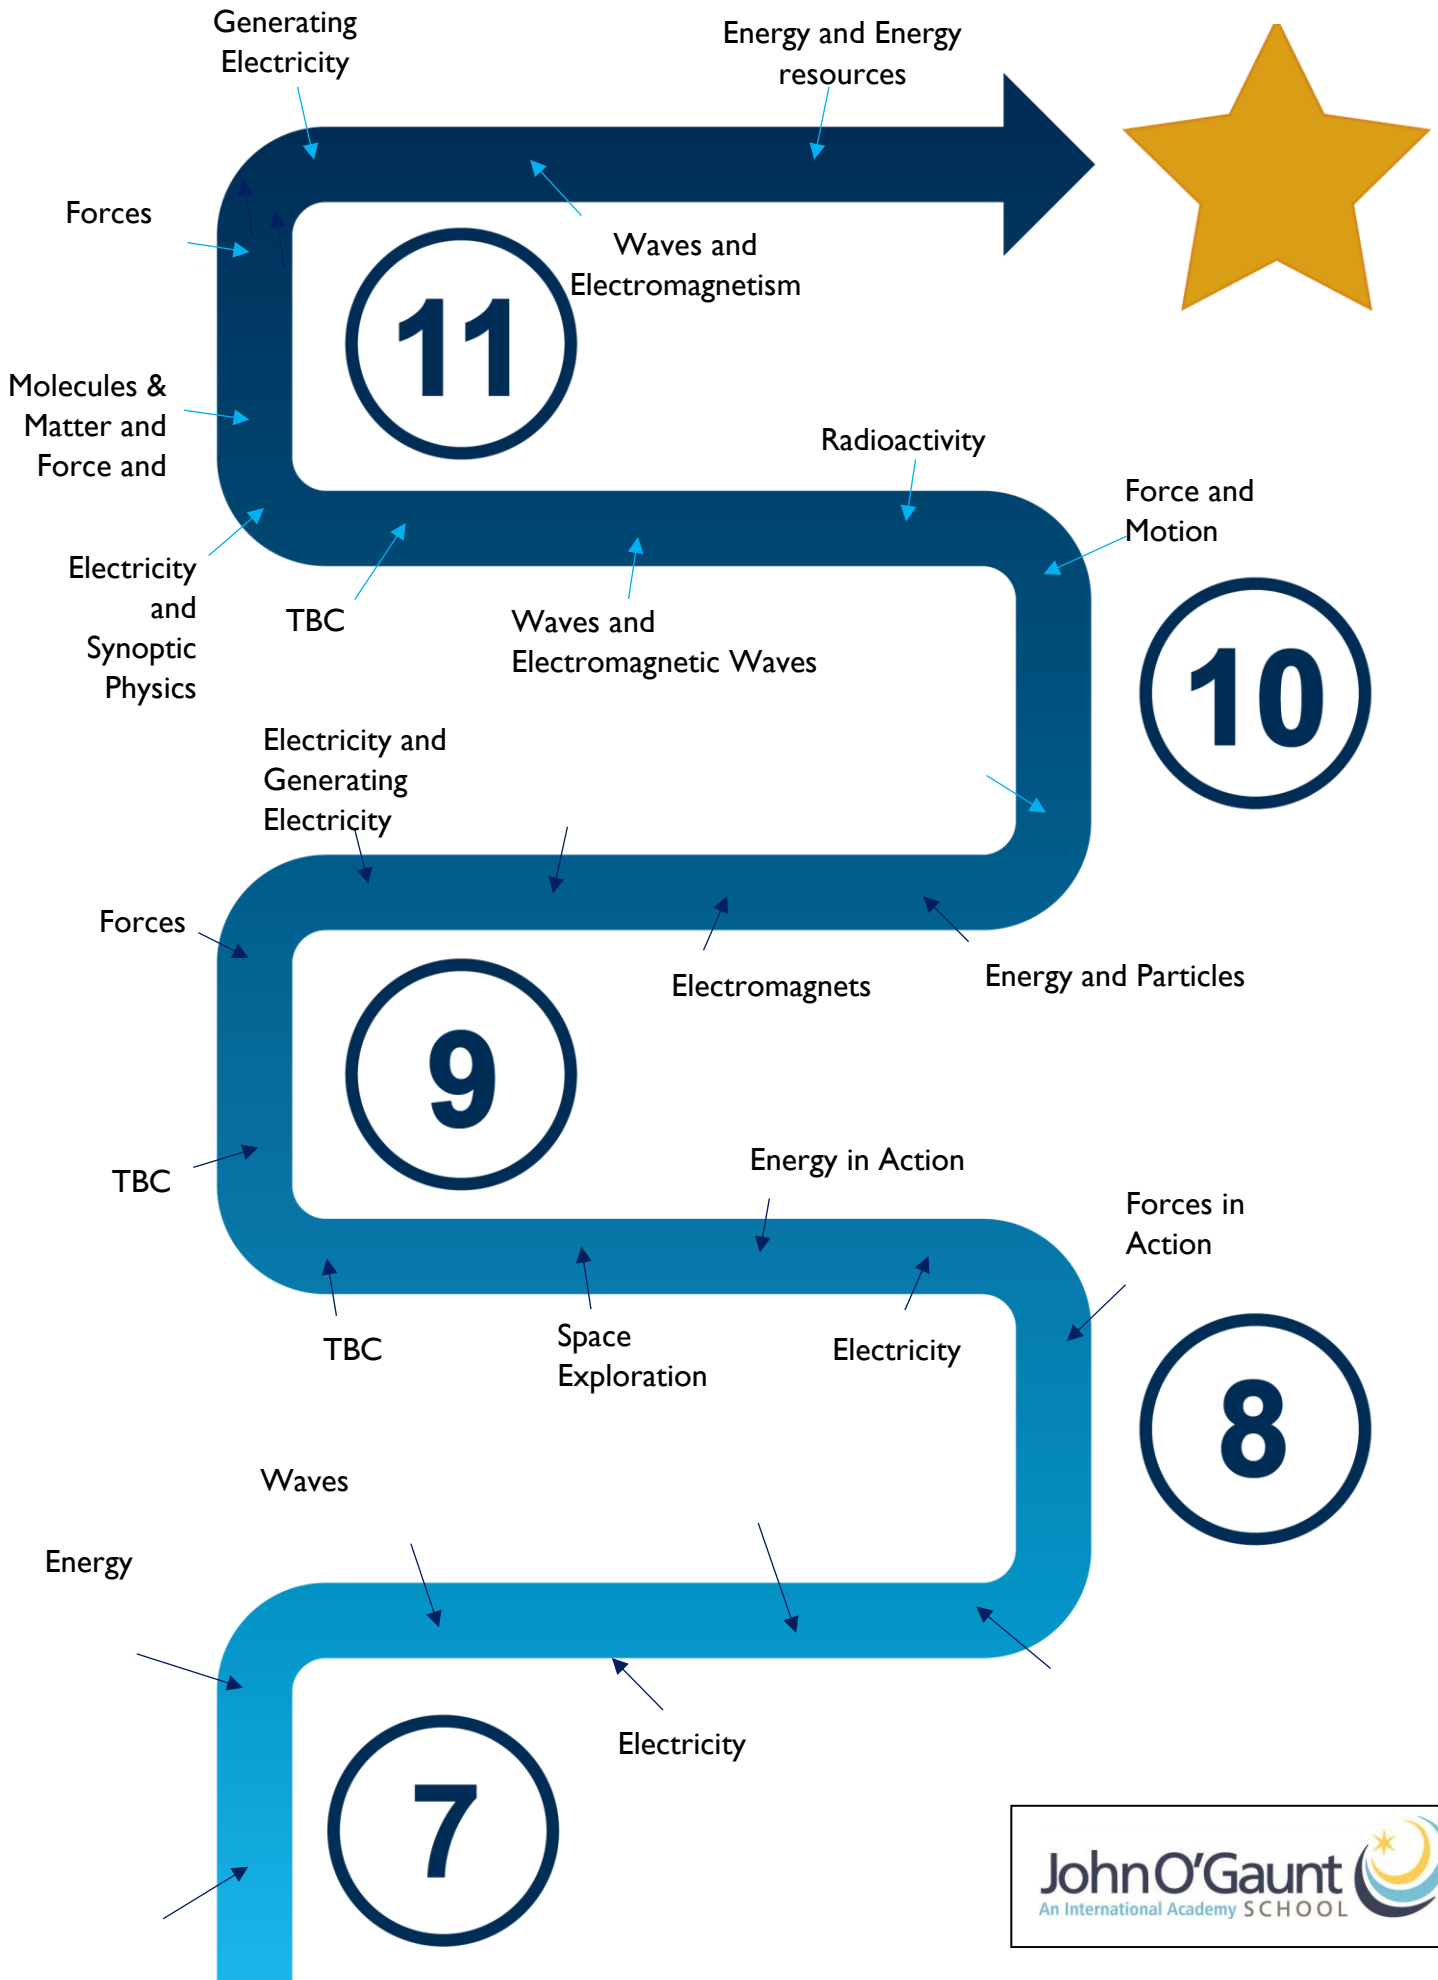 Generating
Electricity
Energy and Energy
resources
Forces
Waves and
Electromagnetism
11
Molecules &
Matter and
Force and
Radioactivity
Force and
Motion
Electricity
and
Synoptic
Physics
TBC
Waves and
Electromagnetic Waves
10
Electricity and
Generating
Electricity
Forces
Electromagnets
Energy and Particles
9
TBC
Energy in Action
Forces in
Action
TBC
Space
Exploration
Electricity
8
Waves
Energy
Electricity
7
John O'Gaunt
An International Academy SCHOOL